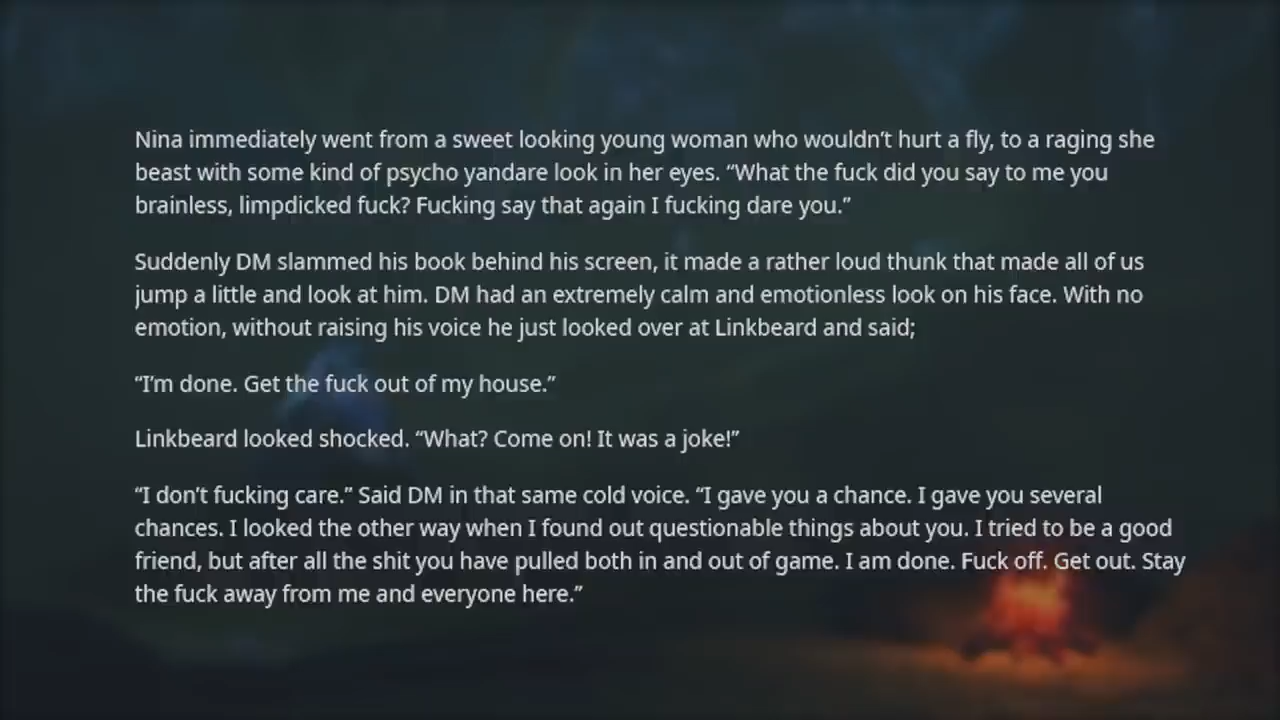 Nina immediately went from a sweet looking young woman who wouldn’t hurt a fly, to a raging she
beast with some kind of psycho yandare look in her eyes. “What the fuck did you say to me you
brainless, limpdicked fuck? Fucking say that again I fucking dare you.”
Suddenly DM slammed his book behind his screen, it made a rather loud thunk that made all of us
jump a little and look at him. DM had an extremely calm and emotionless look on his face. With no
emotion, without raising his voice he just looked over at Linkbeard and said;
“I’m done. Get the fuck out of my house.”
Linkbeard looked shocked. “What? Come on! It was a joke!”
“I don’t fucking care.” Said DM in that same cold voice. “I gave you a chance. I gave you several
chances. I looked the other way when I found out questionable things about you. I tried to be a good
friend, but after all the shit you have pulled both in and out of game. I am done. Fuck off. Get out. Stay
the fuck away from me and everyone here.”